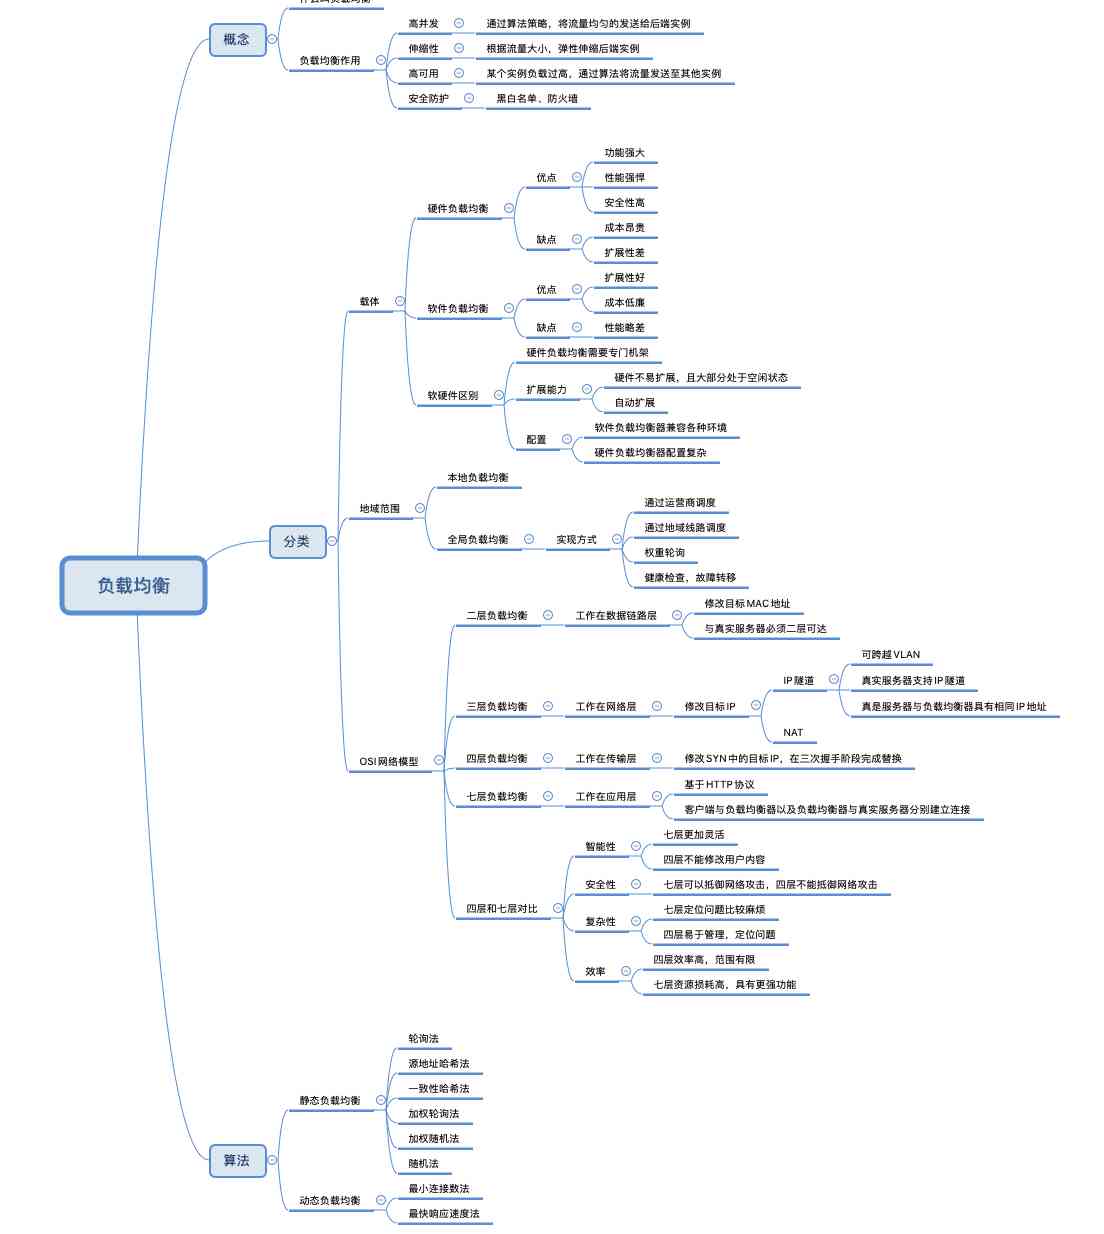 概念
负载均衡作用
高并发
通过算法策略，将流量均匀的发送给后端实例
伸缩性
根据流量大小，弹性伸缩后端实例
高可用
某个实例负载过高，通过算法将流量发送至其他实例
安全防护
黑白名单、防火墙
负载均衡
分类
载体
硬件负载均衡
优点
功能强大
性能强悍
安全性高
缺点
成本昂贵
扩展性差
软件负载均衡
优点
扩展性好
成本低廉
缺点
性能略差
软硬件区别
硬件负载均衡需要专门机架
扩展能力
硬件不易扩展，且大部分处于空闲状态
自动扩展
配置
软件负载均衡器兼容各种环境
硬件负载均衡器配置复杂
地域范围
本地负载均衡
全局负载均衡
实现方式
通过运营商调度
通过地域线路调度
权重轮询
健康检查，故障转移
OSI网络模型
二层负载均衡
工作在数据链路层
修改目标MAC地址
与真实服务器必须二层可达
三层负载均衡
工作在网络层
修改目标IP
IP隧道
可跨越VLAN
真实服务器支持IP隧道
真是服务器与负载均衡器具有相同IP地址
NAT
四层负载均衡
工作在传输层
修改SYN中的目标IP，在三次握手阶段完成替换
七层负载均衡
工作在应用层
基于HTTP协议
客户端与负载均衡器以及负载均衡器与真实服务器分别建立连接
四层和七层对比
智能性
七层更加灵活
四层不能修改用户内容
安全性
七层可以抵御网络攻击，四层不能抵御网络攻击
复杂性
七层定位问题比较麻烦
四层易于管理，定位问题
效率
四层效率高，范围有限
七层资源损耗高，具有更强功能
算法
静态负载均衡
轮询法
源地址哈希法
一致性哈希法
加权轮询法
加权随机法
随机法
动态负载均衡
最小连接数法
最快响应速度法